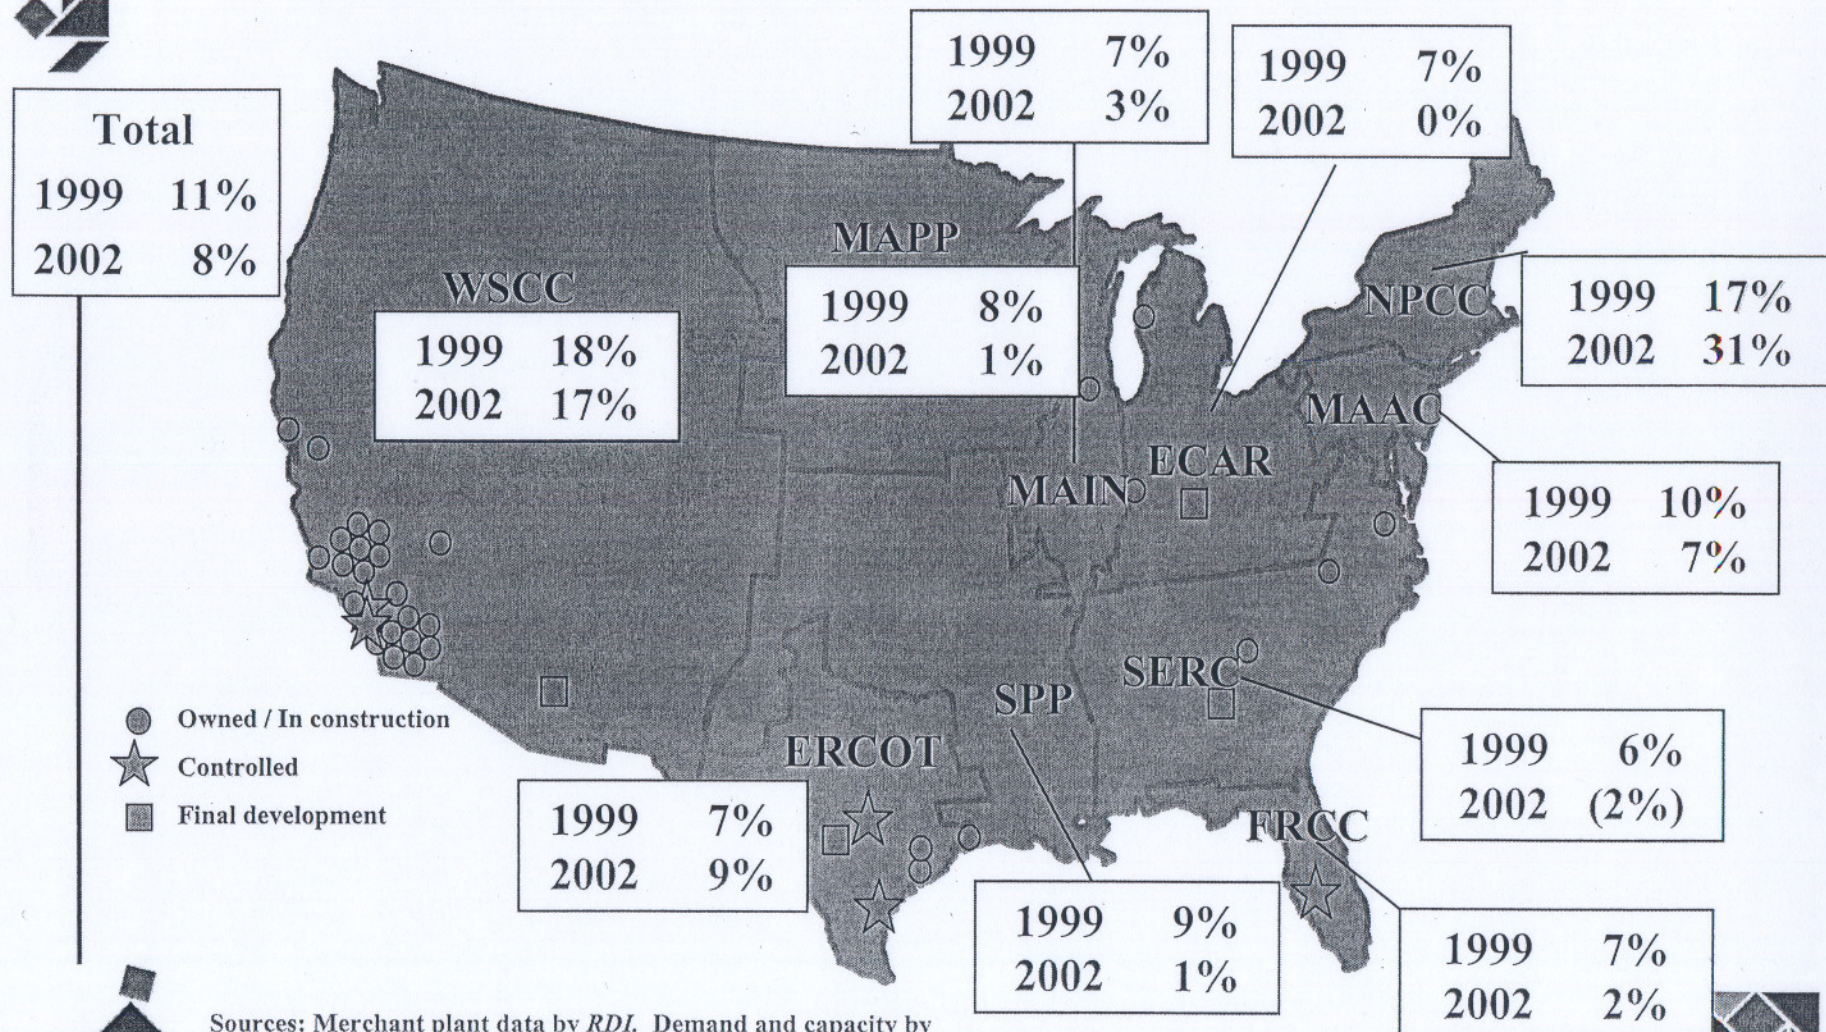 Total
1999 11%
2002 8%
1999 7%
2002 3%
1999 7%
2002 0%
WSCC
1999 18%
2002 17%
MAPP
1999 8%
2002 1%
NPCC
1999 17%
2002 31%
MAAC
1999 10%
2002 7%
ECAR
MAIN
SERC
1999 6%
2002 (2%)
SPP
1999 9%
2002 1%
ERCOT
1999 7%
2002 9%
FRCC
1999 7%
2002 2%
Owned / In construction
Controlled
Final development
Sources: Merchant plant data by RDI. Demand and capacity by